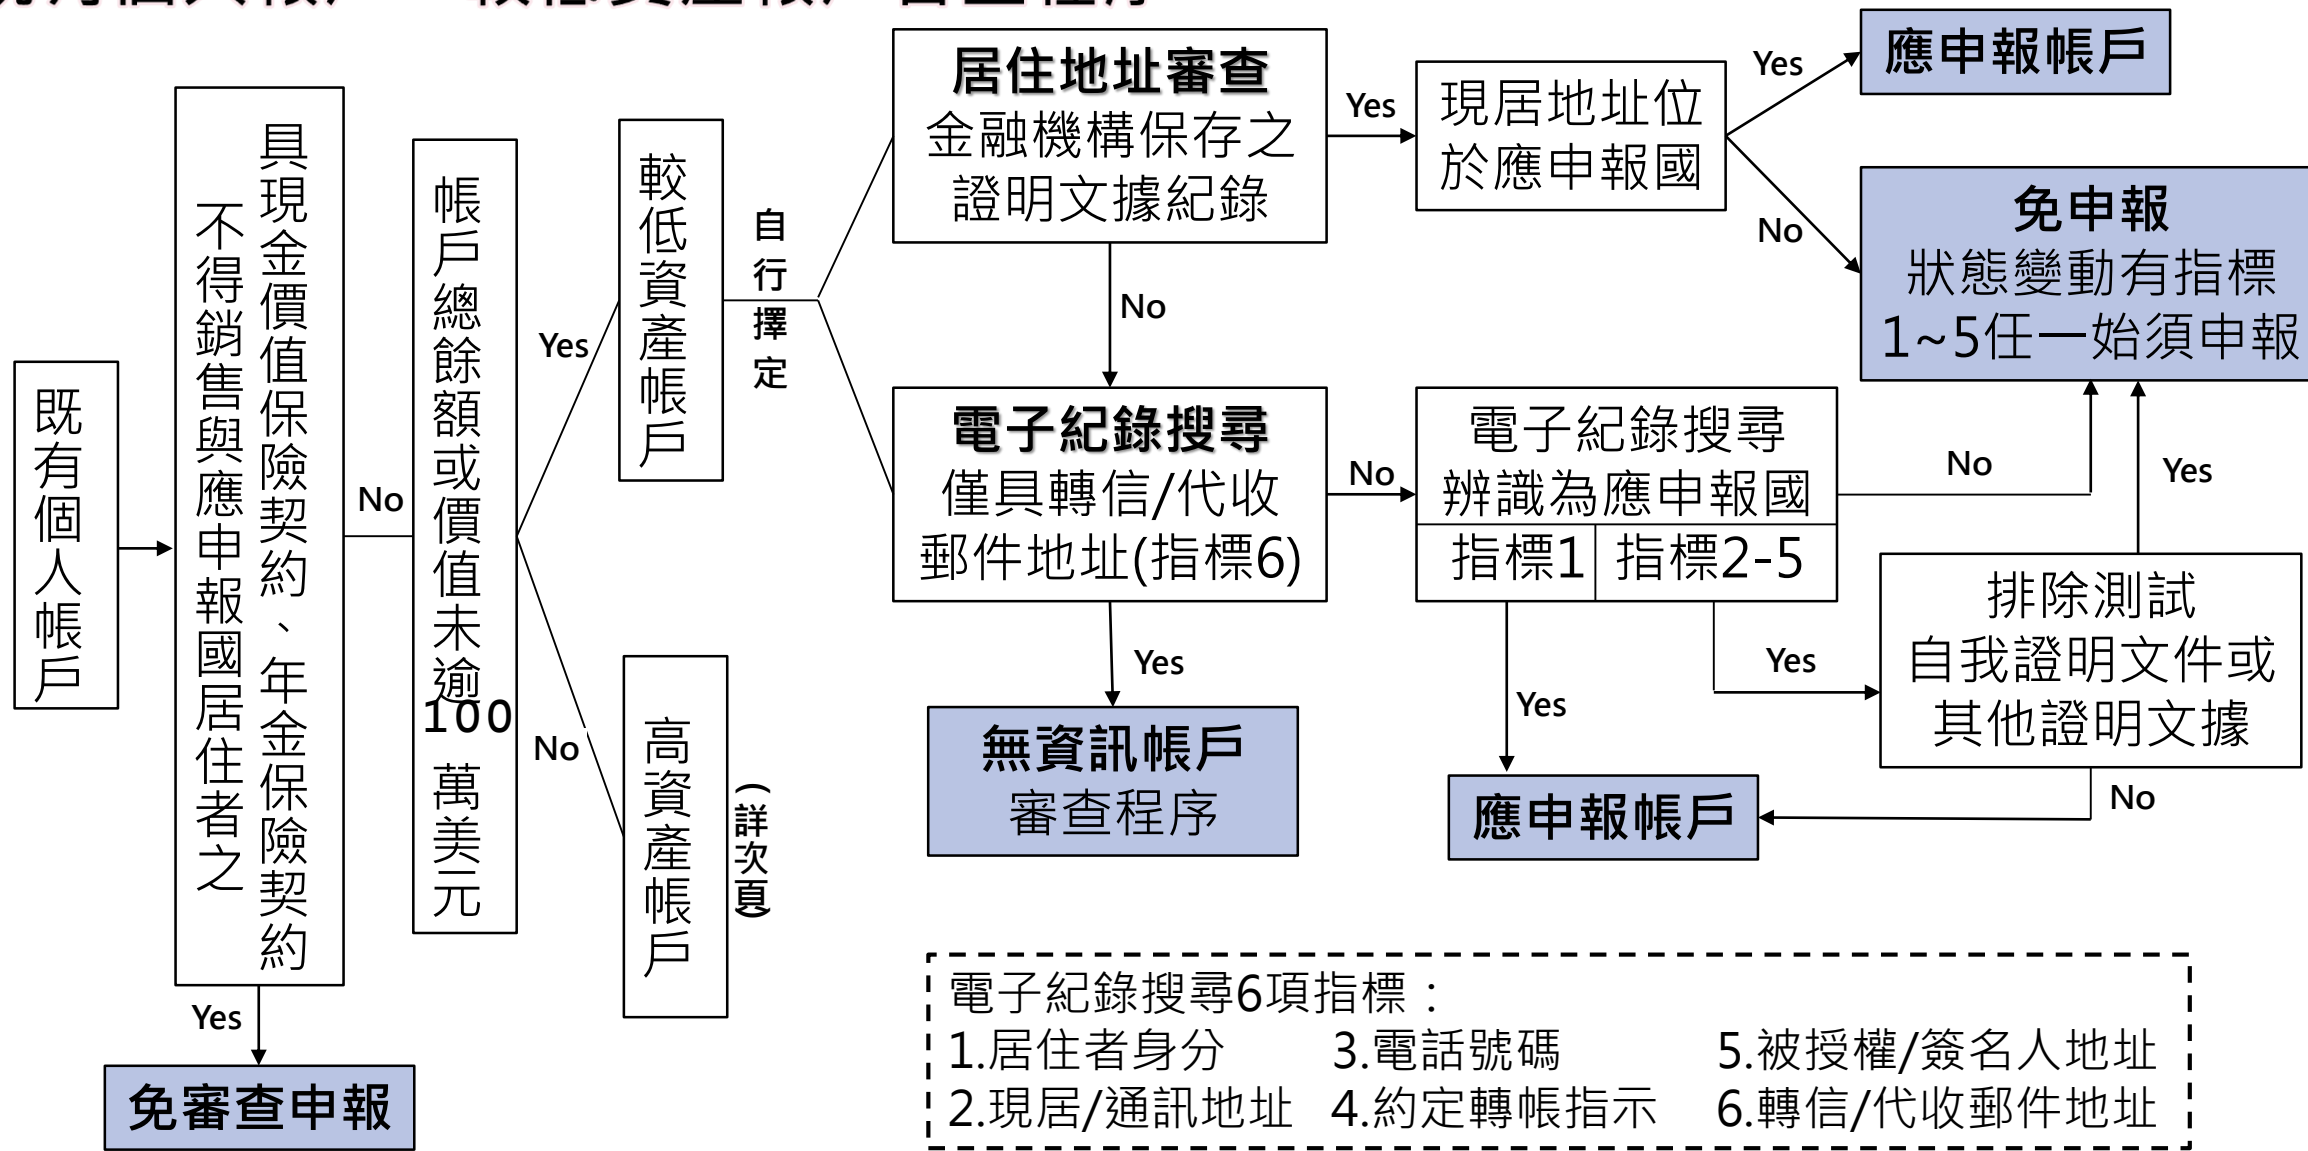 既有個人帳戶
具現金價值保險契約、年金保險契約
不得銷售與應申報國居住者之
No
Yes
免審查申報
帳戶總餘額或價值未逾
100
萬美元
Yes
No
較低資產帳戶
高資產帳戶
(詳次頁)
自行擇定
居住地址審查
金融機構保存之
證明文據紀錄
Yes
No
現居地址位
於應申報國
Yes
No
應申報帳戶
免申報
狀態變動有指標
1~5任一始須申報
電子紀錄搜尋
僅具轉信/代收
郵件地址(指標6)
No
Yes
無資訊帳戶
審查程序
電子紀錄搜尋
辨識為應申報國
指標1
指標2-5
No
Yes
Yes
Yes
排除測試
自我證明文件或
其他證明文據
No
應申報帳戶
電子紀錄搜尋6項指標：
1.居住者身分
3.電話號碼
5.被授權/簽名人地址
2.現居/通訊地址
4.約定轉帳指示
6.轉信/代收郵件地址